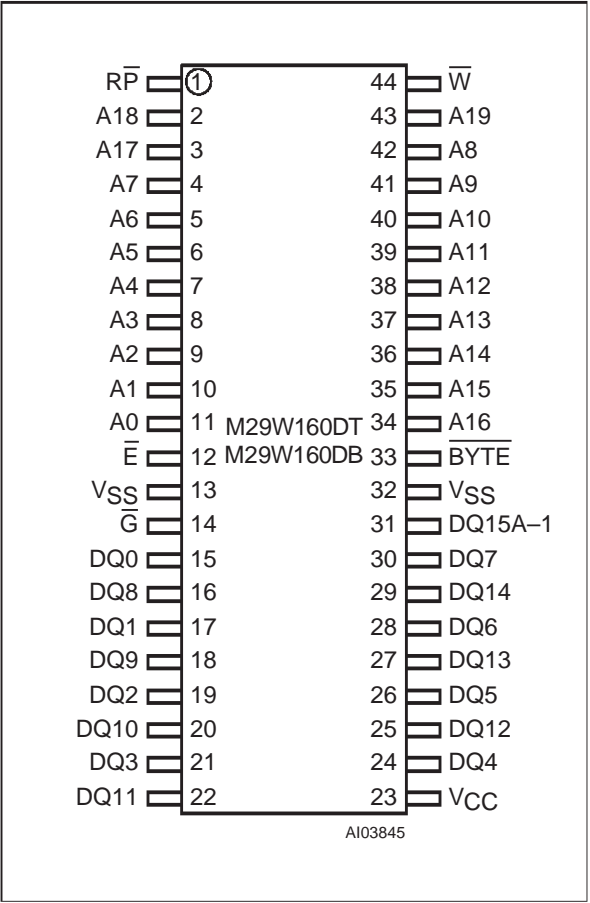 RP̅ 1 44 W̅
A18 2 43 A19
A17 3 42 A8
A7 4 41 A9
A6 5 40 A10
A5 6 39 A11
A4 7 38 A12
A3 8 37 A13
A2 9 36 A14
A1 10 35 A15
A0 11 M29W160DT 34 A16
E̅ 12 M29W160DB 33 B̅Y̅T̅E̅
VSS 13 32 VSS
G̅ 14 31 DQ15A–1
DQ0 15 30 DQ7
DQ8 16 29 DQ14
DQ1 17 28 DQ6
DQ9 18 27 DQ13
DQ2 19 26 DQ5
DQ10 20 25 DQ12
DQ3 21 24 DQ4
DQ11 22 23 VCC
AI03845